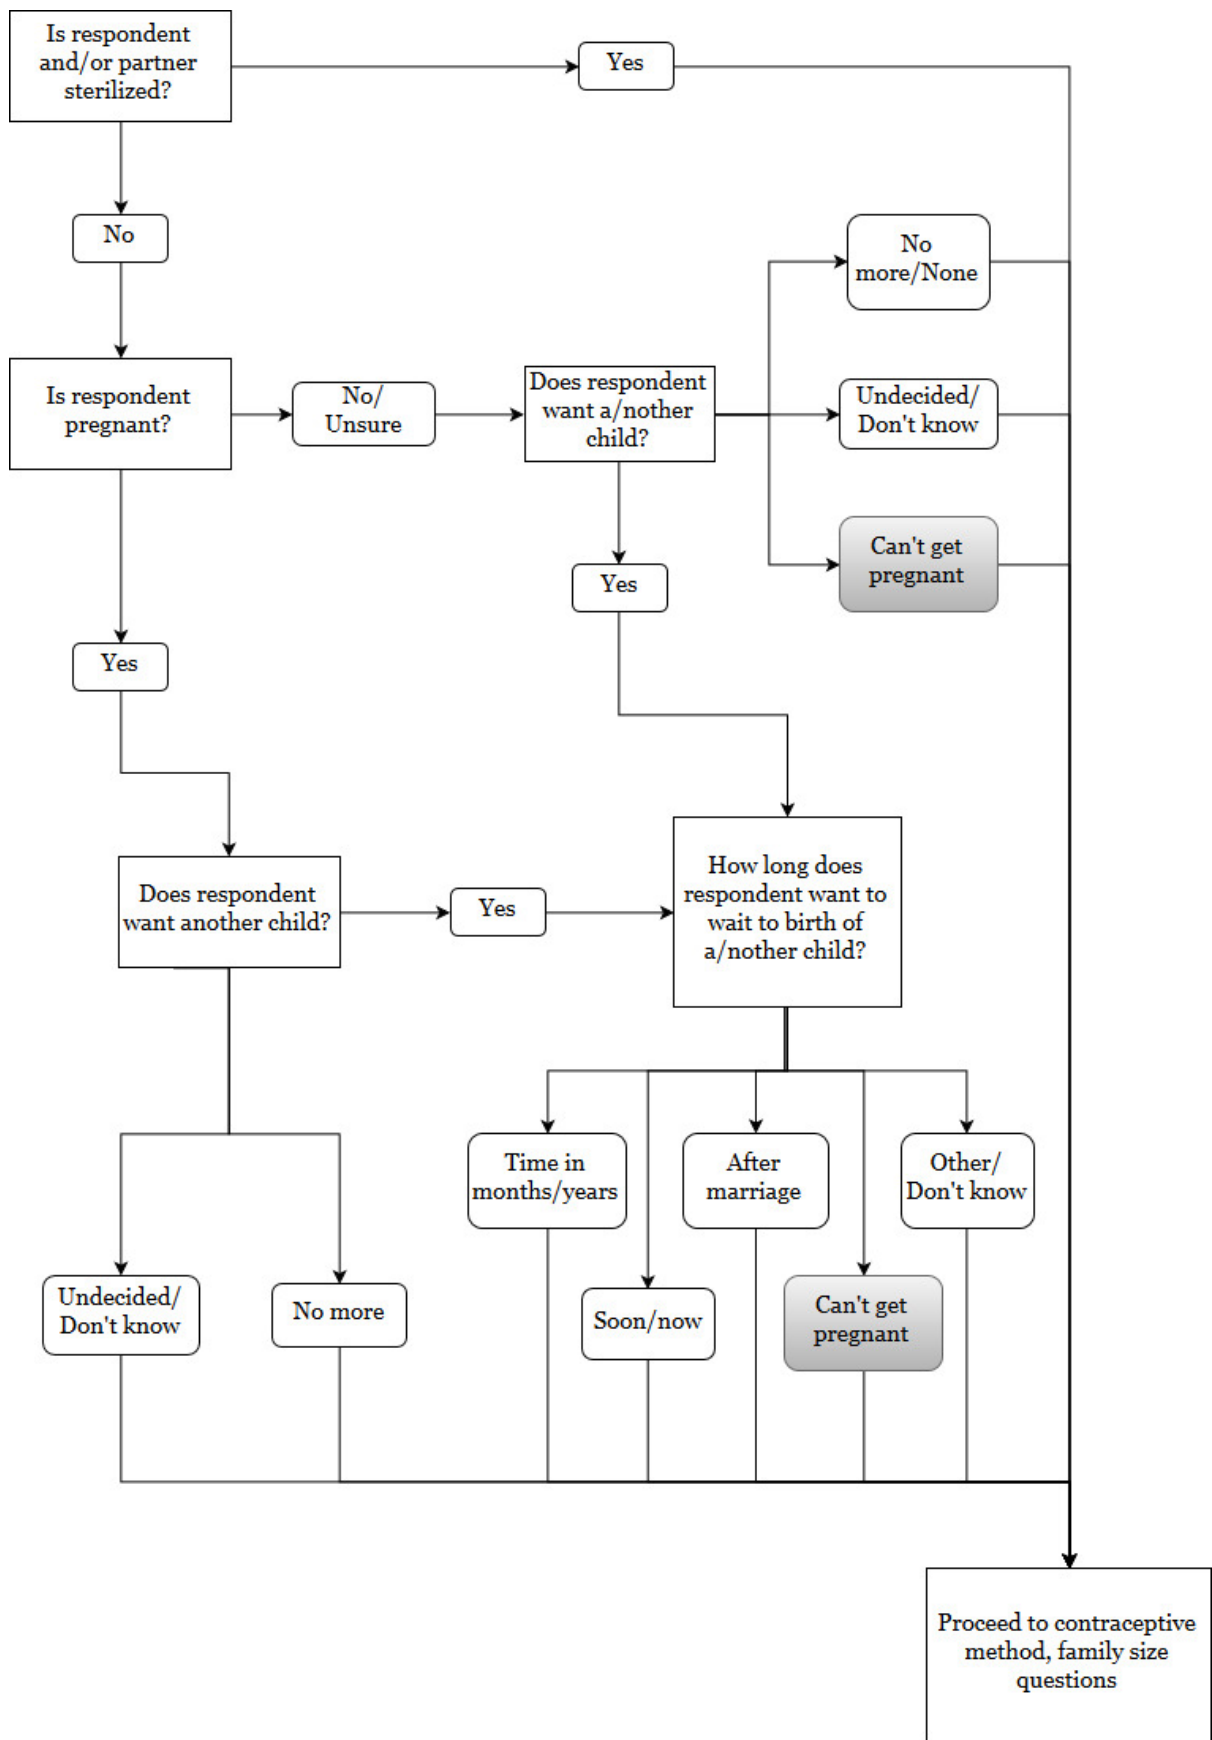 Is respondent
and/or partner
sterilized?
Yes
No
No
more/None
Is respondent
pregnant?
No/
Unsure
Does respondent
want a/nother
child?
Undecided/
Don't know
Can't get
pregnant
Yes
Yes
Does respondent
want another child?
Yes
How long does
respondent want to
wait to birth of
a/nother child?
Time in
months/years
After
marriage
Other/
Don't know
Undecided/
Don't know
No more
Soon/now
Can't get
pregnant
Proceed to contraceptive
method, family size
questions